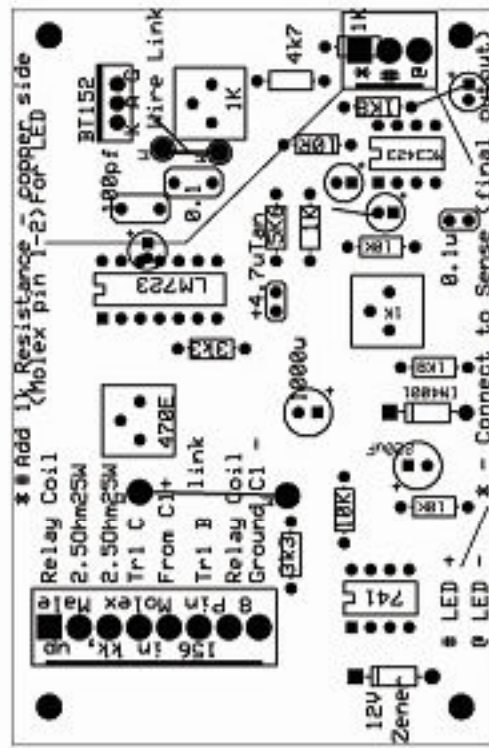 * @ Add 1k Resistance - copper side
(Molex pin 1-2) For LED
BT152
K A G
Wire Link
1K
4k7
1K
* # @
1K8
10R
MC3423
100pf
0.1
5K6
1K
10K
0.1u
LM723
+4.7uTan
3k3
1K
1000u
1K8
1N4001
470E
220uF
10K
10K
link
Relay Coil
2.5Ohm25W
2.5Ohm25W
Tr1 C
From C1+
Tr1 B
Relay Coil
Ground C1 -
3k3
8 Pin Molex Male
156 in kk, up
741
12V
Zener
* - Connect to Sense (final output)
# LED +
@ LED -